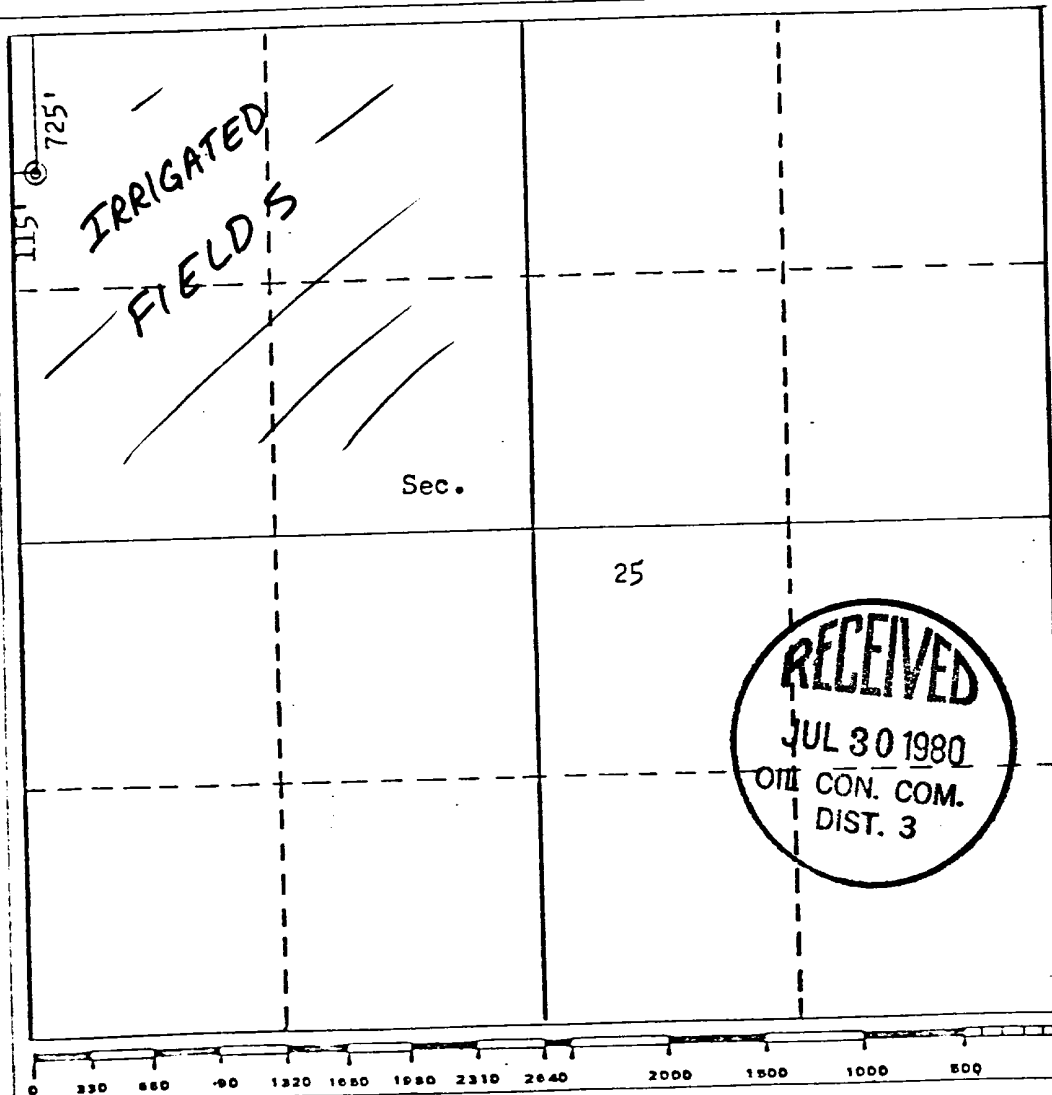 725'
115'
IRRIGATED
FIELDS
Sec.
25
RECEIVED
JUL 30 1980
OIL CON. COM.
DIST. 3
0 330 660 90 1320 1650 1980 2310 2640 2000 1500 1000 500